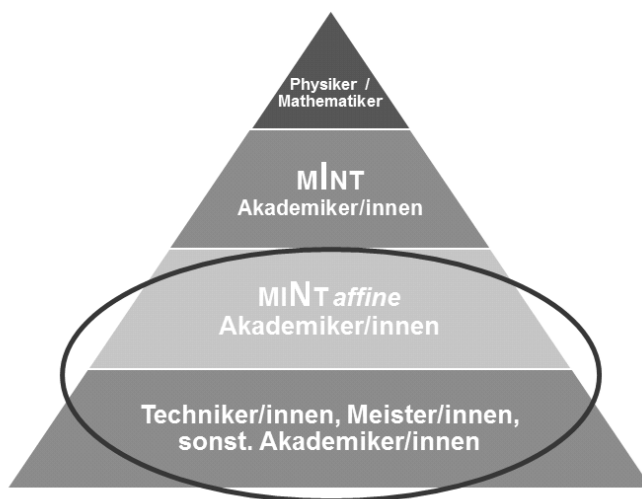 Physiker /
Mathematiker
MINT
Akademiker/innen
MINT affine
Akademiker/innen
Techniker/innen, Meister/innen,
sonst. Akademiker/innen